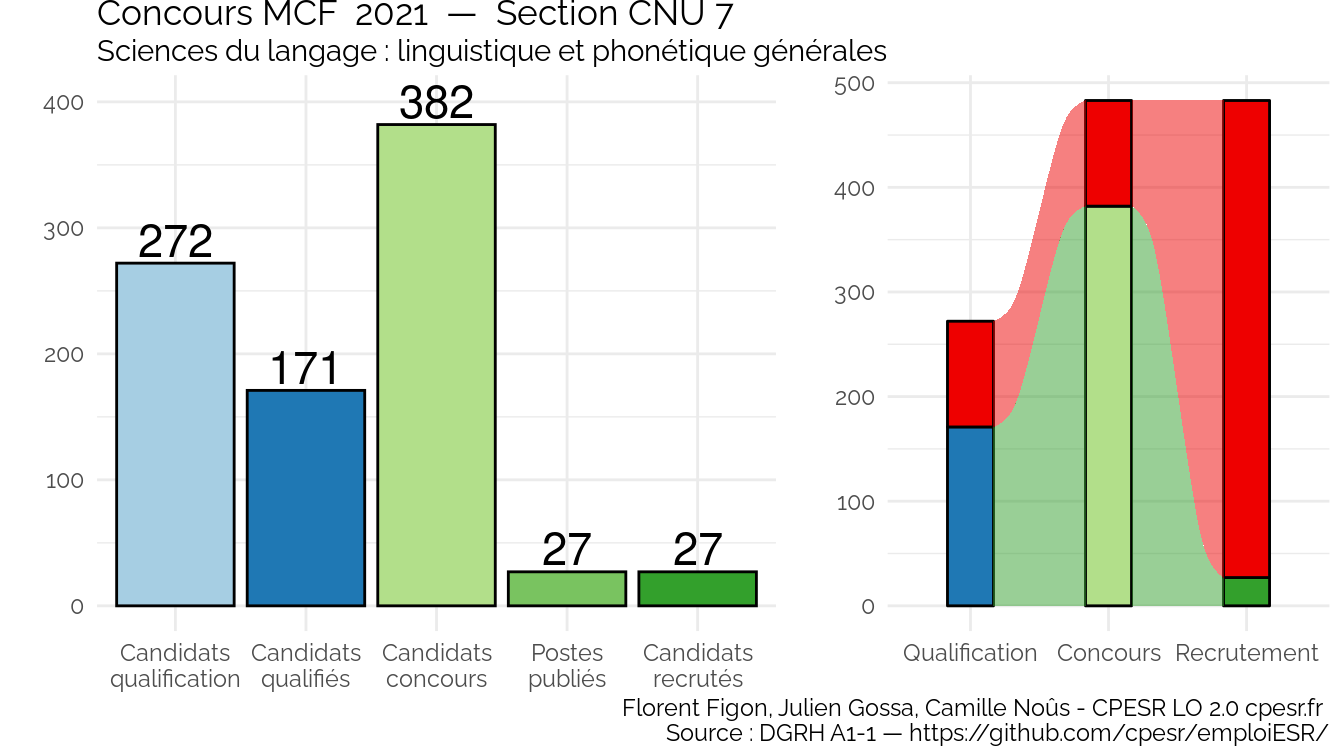 Concours MCF 2021 — Section CNU 7
Sciences du langage : linguistique et phonétique générales
400
300
200
100
0
272
171
382
27
27
Candidats qualification
Candidats qualifiés
Candidats concours
Postes publiés
Candidats recrutés
500
400
300
200
100
0
Qualification
Concours
Recrutement
Florent Figon, Julien Gossa, Camille Noûs - CPESR LO 2.0 cpesr.fr
Source : DGRH A1-1 — https://github.com/cpesr/emploiESR/